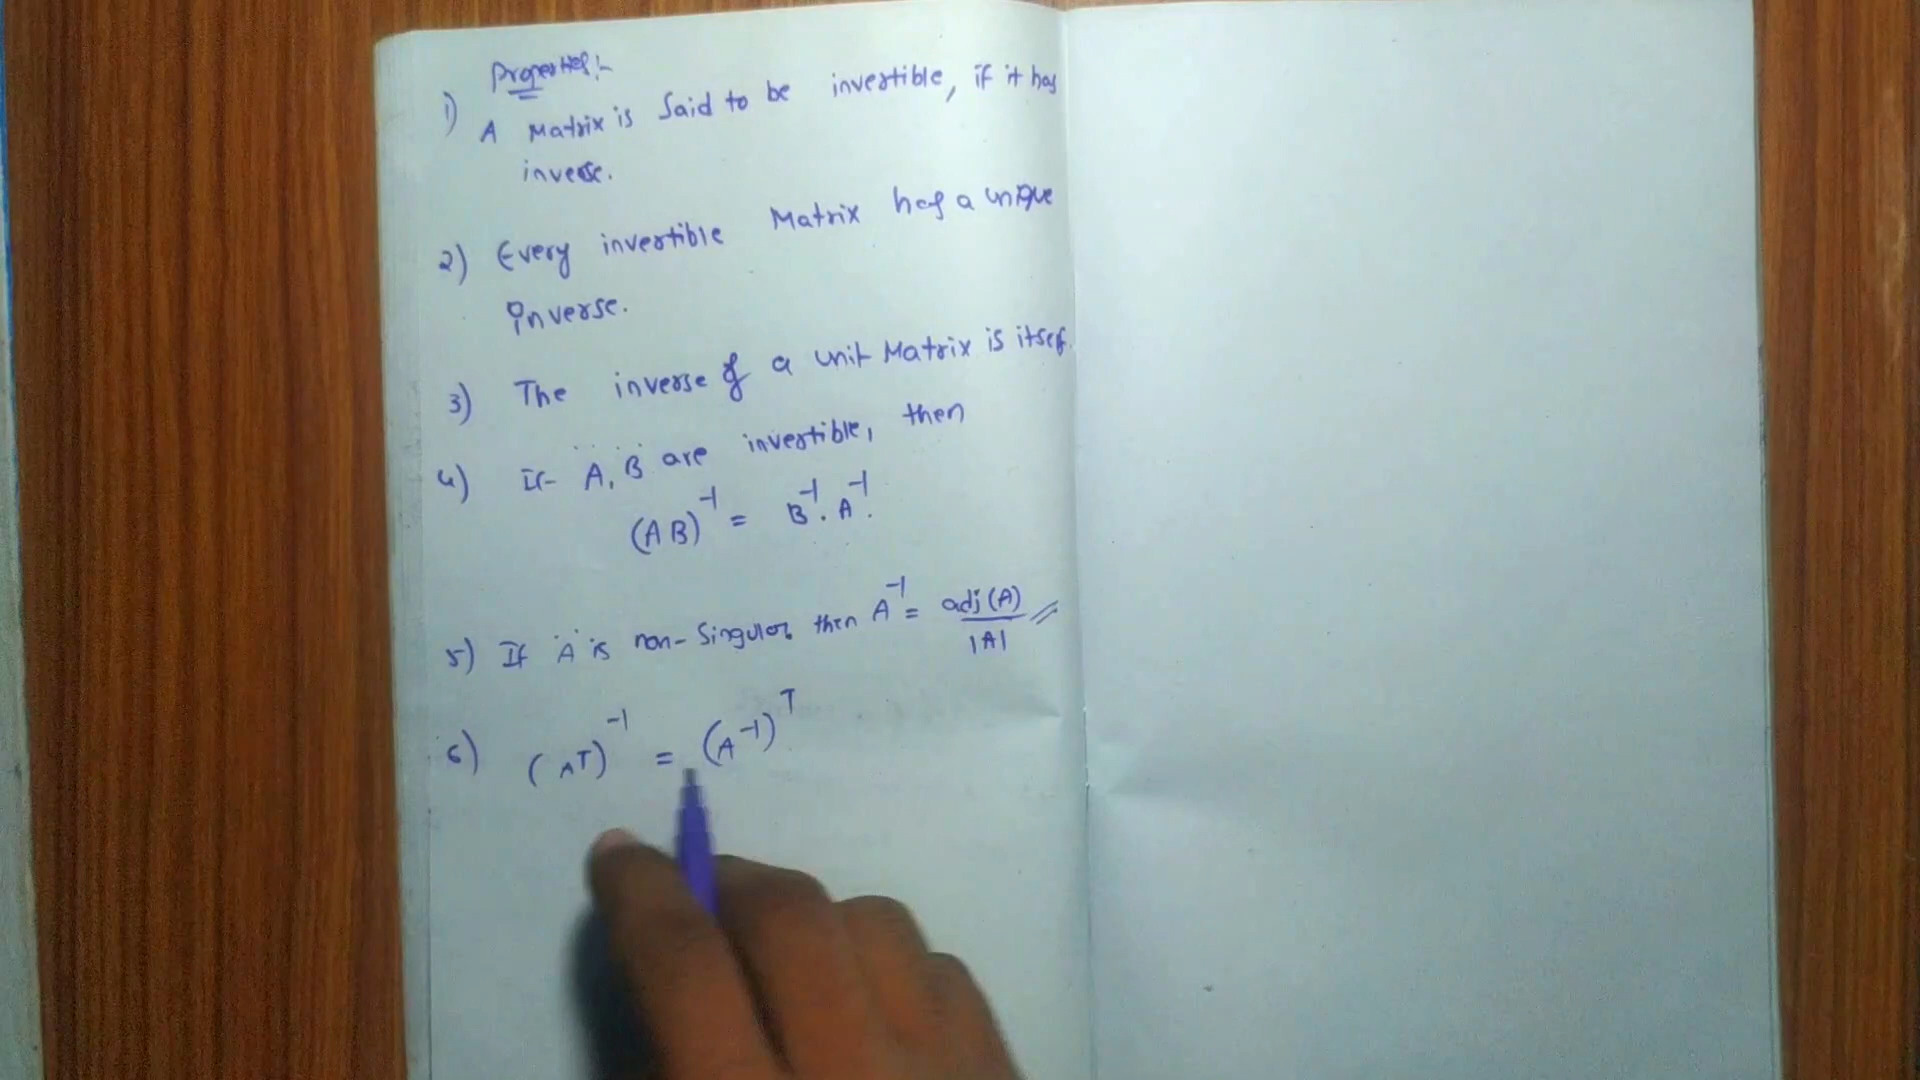 Properties:-
1) A Matrix is said to be invertible, if it has
inverse.
2) Every invertible Matrix has a unique
inverse.
3) The inverse of a unit Matrix is itself.
4) If A, B are invertible, then
(AB)⁻¹ = B⁻¹. A⁻¹.
5) If 'A' is non-Singular then A⁻¹ = adj(A)/|A| //
6) (Aᵀ)⁻¹ = (A⁻¹)ᵀ